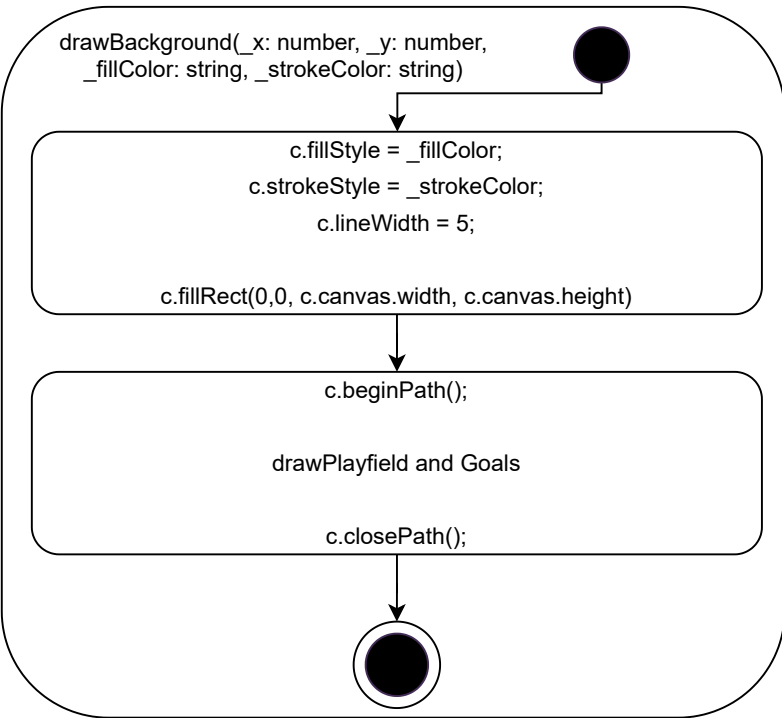 drawBackground(_x: number, _y: number,
_fillColor: string, _strokeColor: string)
c.fillStyle = _fillColor;
c.strokeStyle = _strokeColor;
c.lineWidth = 5;
c.fillRect(0,0, c.canvas.width, c.canvas.height)
c.beginPath();
drawPlayfield and Goals
c.closePath();